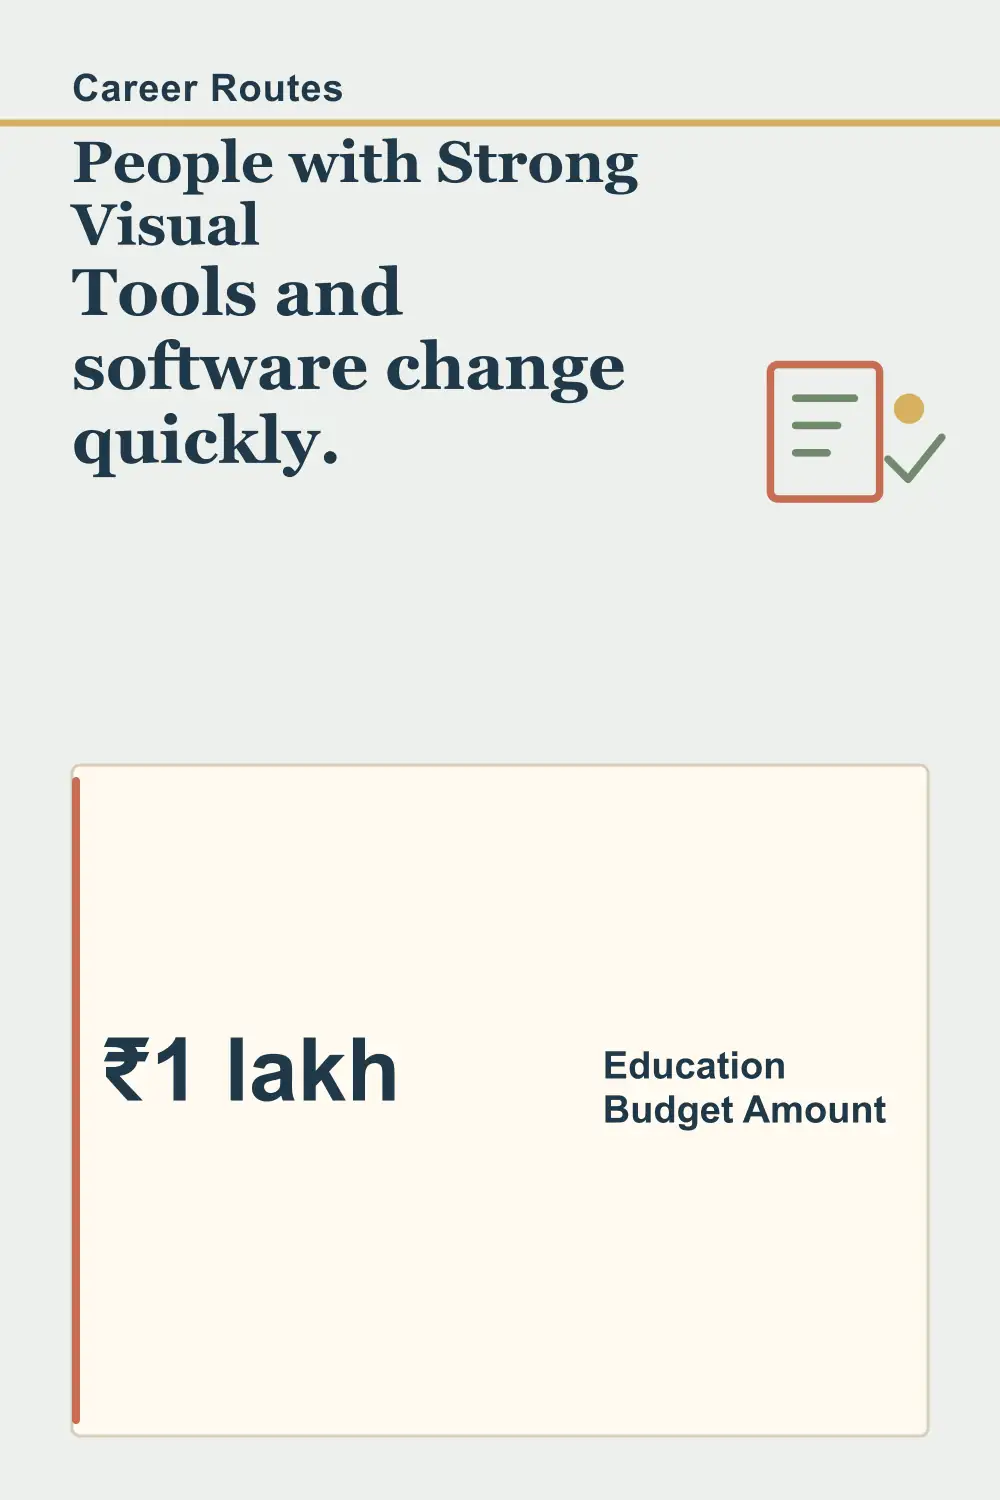 Career Routes
People with Strong
Visual
Tools and
software change
quickly.
₹1 lakh
Education
Budget Amount